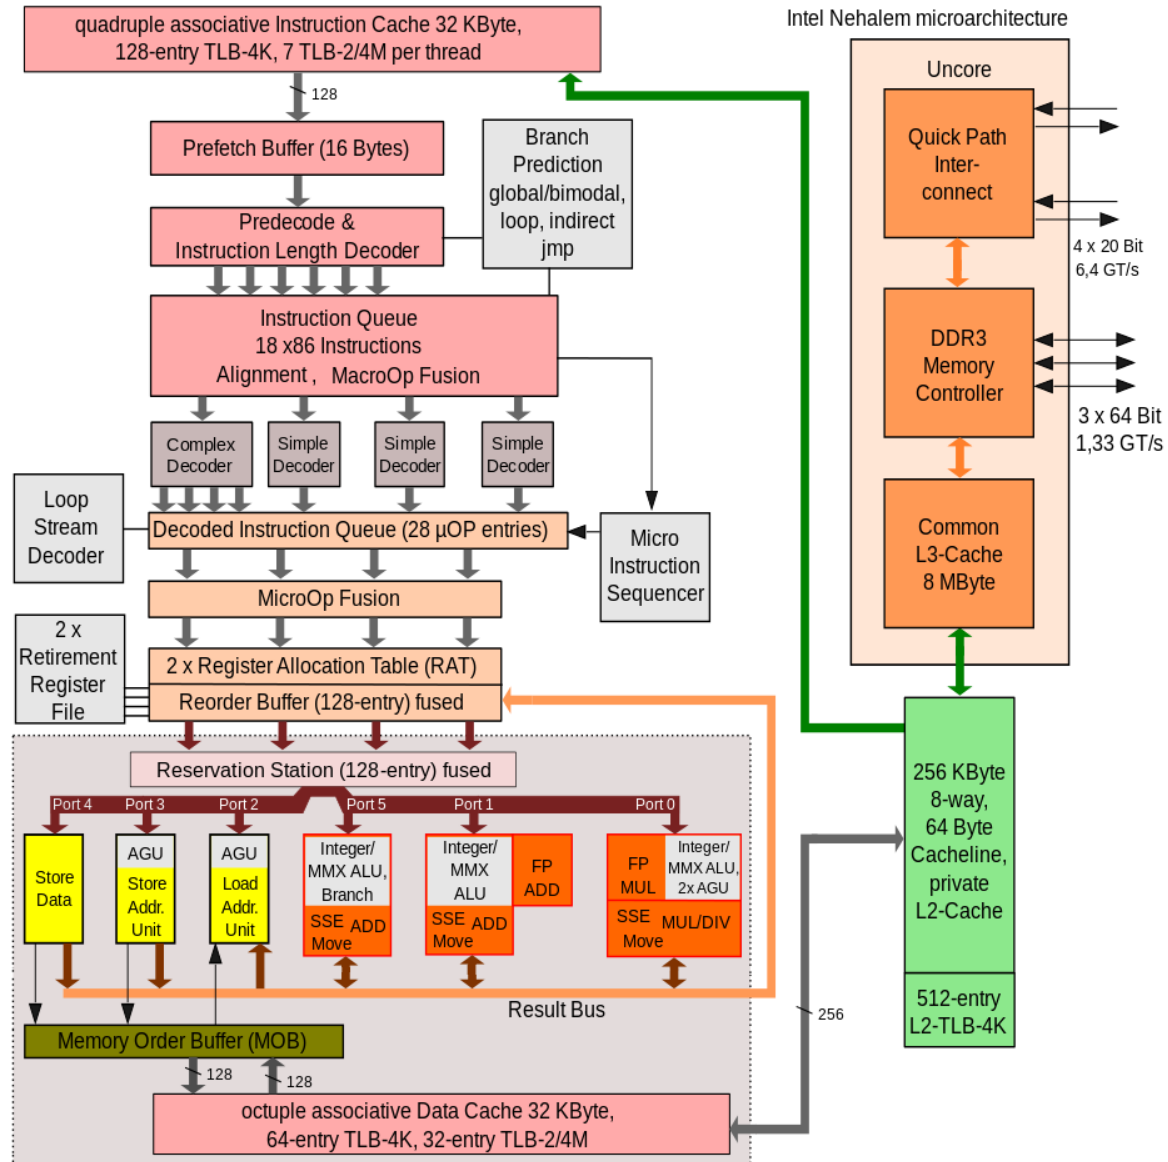 quadruple associative Instruction Cache 32 KByte,
128-entry TLB-4K, 7 TLB-2/4M per thread
128
Prefetch Buffer (16 Bytes)
Predecode &
Instruction Length Decoder
Branch
Prediction
global/bimodal,
loop, indirect
jmp
Instruction Queue
18 x86 Instructions
Alignment , MacroOp Fusion
Complex
Decoder
Simple
Decoder
Simple
Decoder
Simple
Decoder
Loop
Stream
Decoder
Decoded Instruction Queue (28 µOP entries)
Micro
Instruction
Sequencer
MicroOp Fusion
2 x
Retirement
Register
File
2 x Register Allocation Table (RAT)
Reorder Buffer (128-entry) fused
Reservation Station (128-entry) fused
Port 4
Port 3
Port 2
Port 5
Port 1
Port 0
Store
Data
AGU
Store
Addr.
Unit
AGU
Load
Addr.
Unit
Integer/
MMX ALU,
Branch
SSE ADD
Move
Integer/
MMX
ALU
FP
ADD
SSE ADD
Move
FP
MUL
Integer/
MMX ALU,
2x AGU
SSE MUL/DIV
Move
Result Bus
Memory Order Buffer (MOB)
128
128
octuple associative Data Cache 32 KByte,
64-entry TLB-4K, 32-entry TLB-2/4M
256
Intel Nehalem microarchitecture
Uncore
Quick Path
Inter-
connect
4 x 20 Bit
6,4 GT/s
DDR3
Memory
Controller
3 x 64 Bit
1,33 GT/s
Common
L3-Cache
8 MByte
256 KByte
8-way,
64 Byte
Cacheline,
private
L2-Cache
512-entry
L2-TLB-4K